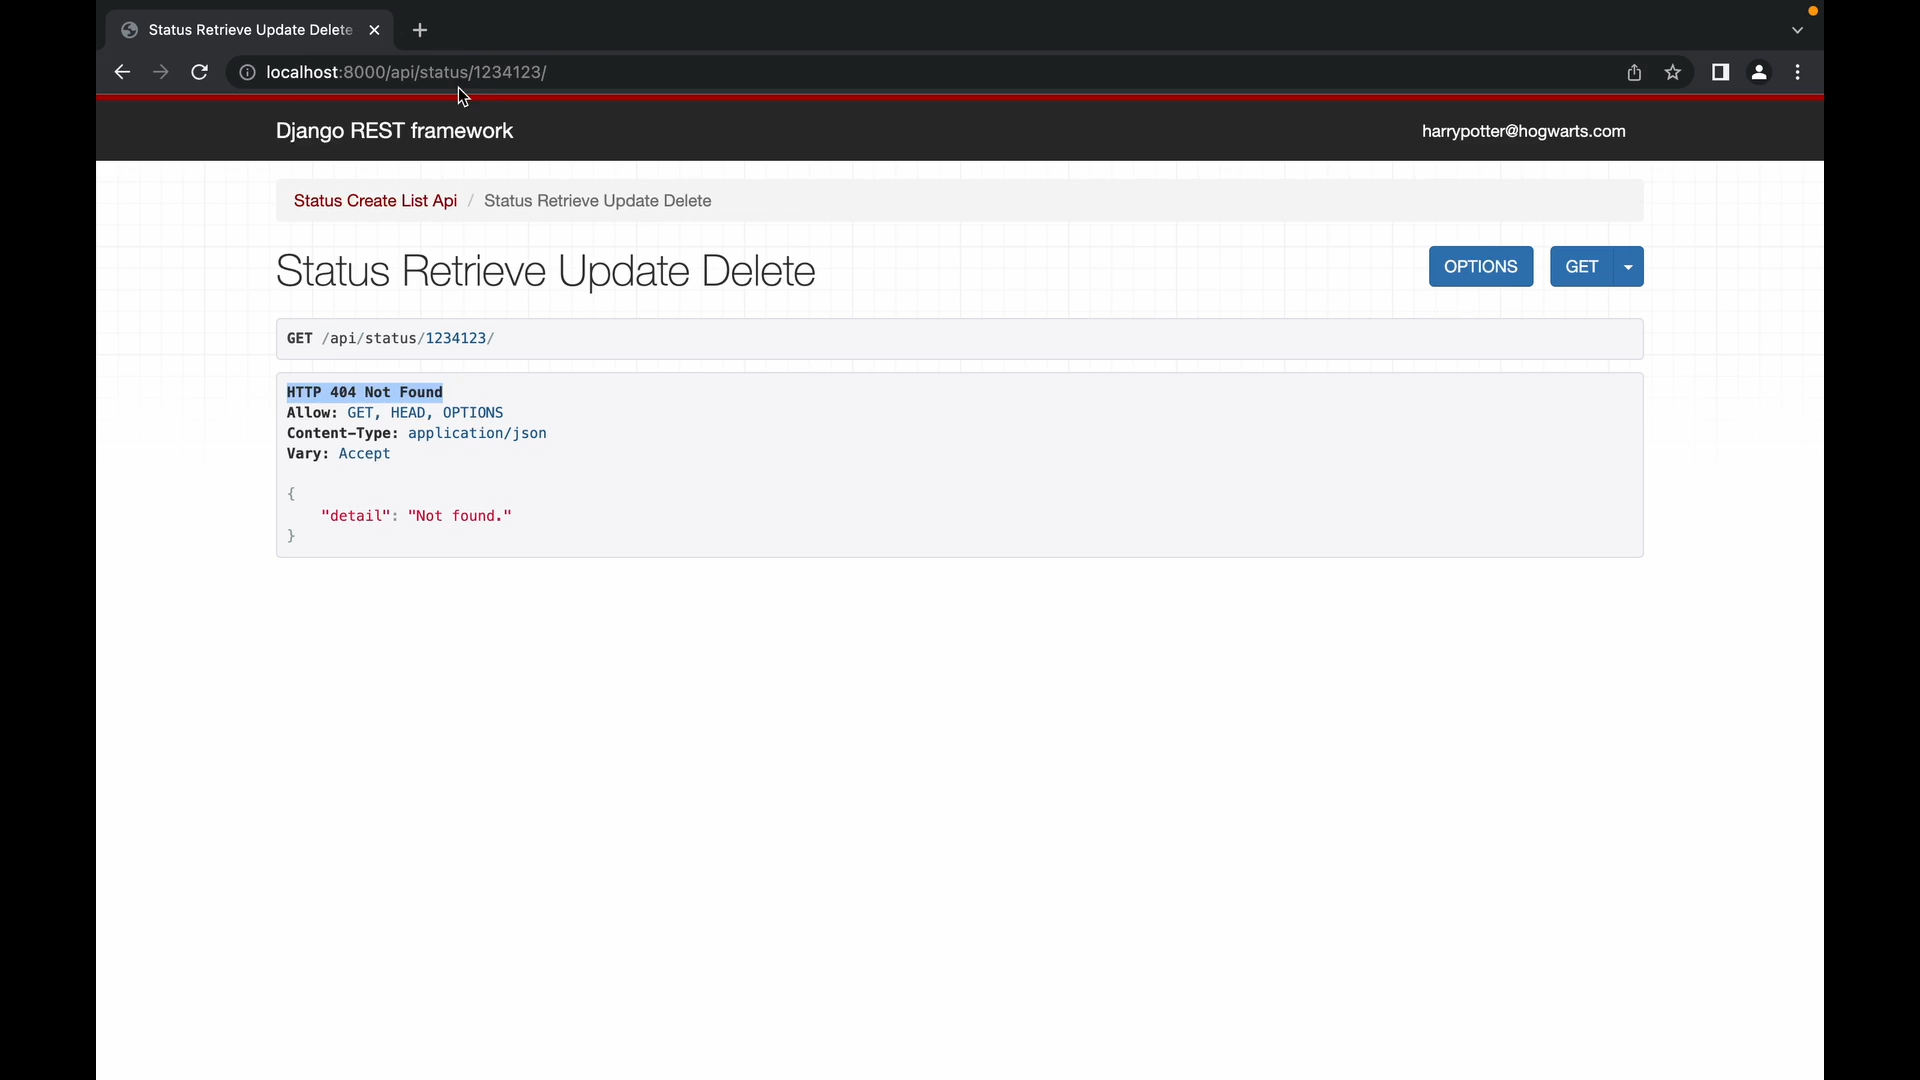 Status Retrieve Update Delete
localhost:8000/api/status/1234123/
Django REST framework
harrypotter@hogwarts.com
Status Create List Api / Status Retrieve Update Delete
Status Retrieve Update Delete
OPTIONS
GET
GET /api/status/1234123/
HTTP 404 Not Found
Allow: GET, HEAD, OPTIONS
Content-Type: application/json
Vary: Accept
{
"detail": "Not found."
}